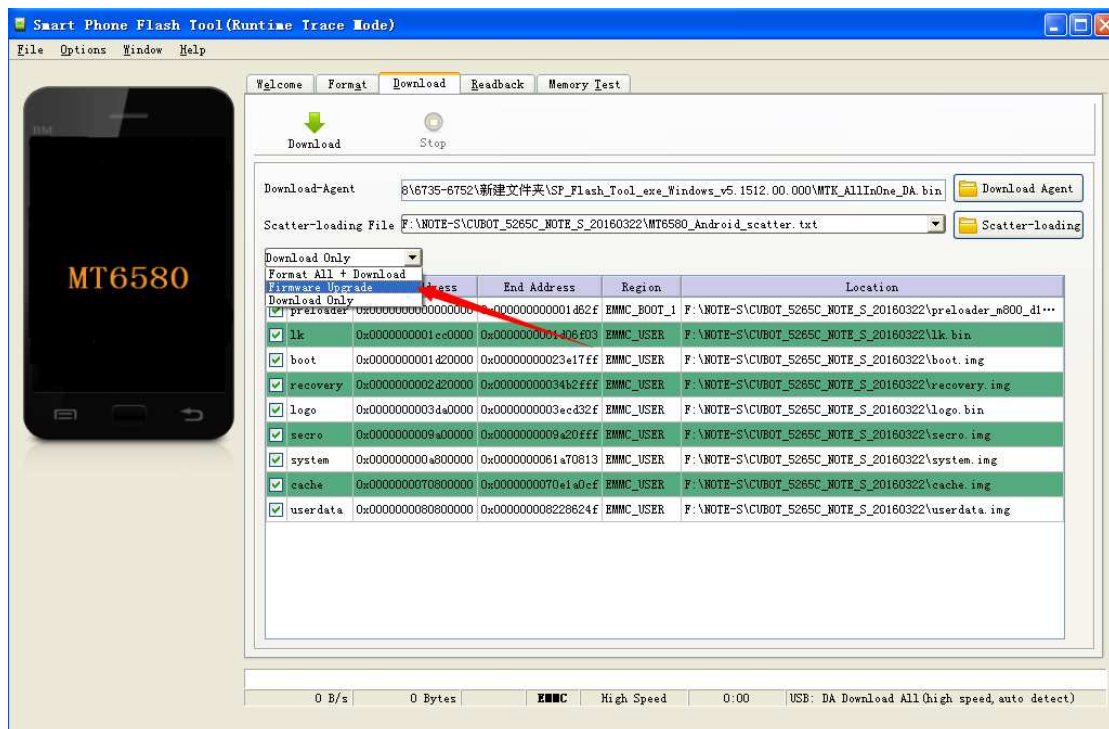 Smart Phone Flash Tool(Runtime Trace Mode)
File Options Window Help
Welcome Format Download Readback Memory Test
BM
Download Stop
Download-Agent 8\6735-6752\新建文件夹\SP_Flash_Tool_exe_Windows_v5.1512.00.000\MTK_AllInOne_DA.bin Download Agent
Scatter-loading File F:\NOTE-S\CUBOT_5265C_NOTE_S_20160322\MT6580_Android_scatter.txt Scatter-loading
MT6580
Download Only
Format All + Download
Firmware Upgrade
Download Only
End Address Region Location
preloader 0x0000000000000000 0x000000000001d62f EMMC_BOOT_1 F:\NOTE-S\CUBOT_5265C_NOTE_S_20160322\preloader_m800_d1...
lk 0x0000000001cc0000 0x0000000001d06f03 EMMC_USER F:\NOTE-S\CUBOT_5265C_NOTE_S_20160322\lk.bin
boot 0x0000000001d20000 0x00000000023e17ff EMMC_USER F:\NOTE-S\CUBOT_5265C_NOTE_S_20160322\boot.img
recovery 0x0000000002d20000 0x00000000034b2fff EMMC_USER F:\NOTE-S\CUBOT_5265C_NOTE_S_20160322\recovery.img
logo 0x0000000003da0000 0x0000000003ecd32f EMMC_USER F:\NOTE-S\CUBOT_5265C_NOTE_S_20160322\logo.bin
secro 0x0000000009a00000 0x0000000009a20fff EMMC_USER F:\NOTE-S\CUBOT_5265C_NOTE_S_20160322\secro.img
system 0x000000000a800000 0x0000000061a70813 EMMC_USER F:\NOTE-S\CUBOT_5265C_NOTE_S_20160322\system.img
cache 0x0000000070800000 0x0000000070e1a0cf EMMC_USER F:\NOTE-S\CUBOT_5265C_NOTE_S_20160322\cache.img
userdata 0x0000000080800000 0x000000008228624f EMMC_USER F:\NOTE-S\CUBOT_5265C_NOTE_S_20160322\userdata.img
0 B/s 0 Bytes EMMC High Speed 0:00 USB: DA Download All(high speed, auto detect)